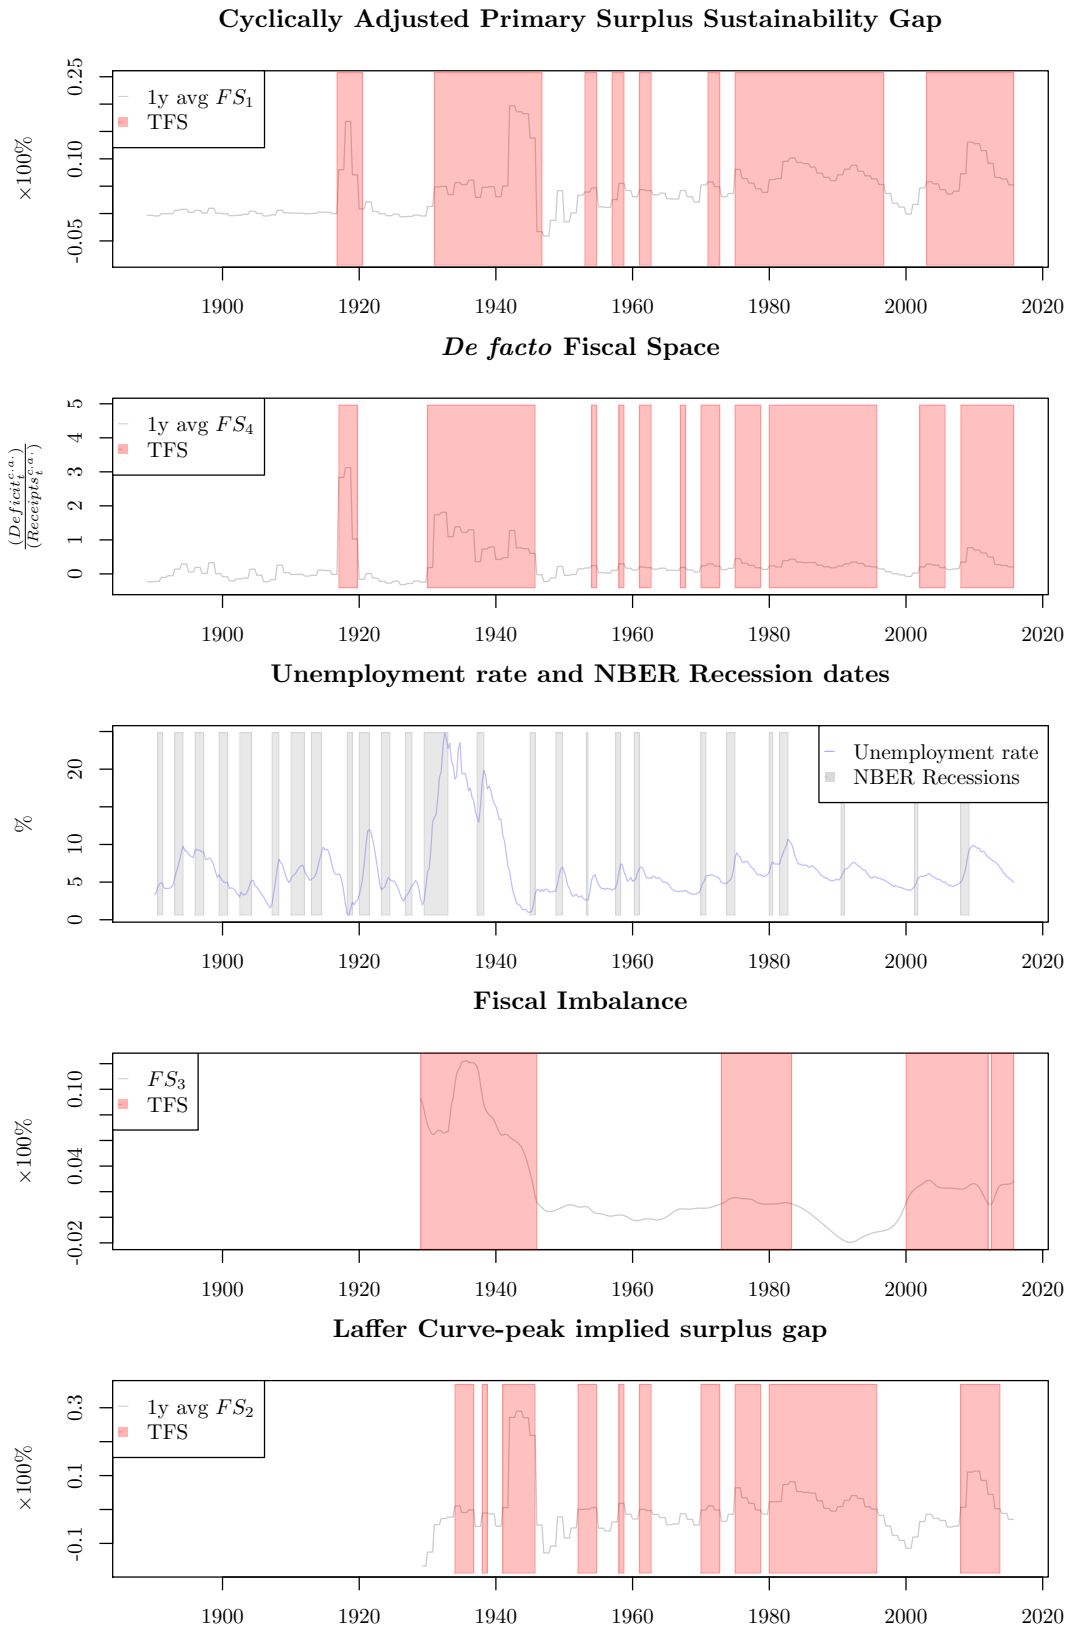 Cyclically Adjusted Primary Surplus Sustainability Gap
×100%
0.25
0.10
-0.05
1y avg FS₁
TFS
1900 1920 1940 1960 1980 2000 2020
De facto Fiscal Space
(Deficit_t^{c.a.})
(Receipts_t^{c.a.})
5
4
3
2
1
0
1y avg FS₄
TFS
1900 1920 1940 1960 1980 2000 2020
Unemployment rate and NBER Recession dates
%
20
10
5
0
Unemployment rate
NBER Recessions
1900 1920 1940 1960 1980 2000 2020
Fiscal Imbalance
×100%
0.10
0.04
-0.02
FS₃
TFS
1900 1920 1940 1960 1980 2000 2020
Laffer Curve-peak implied surplus gap
×100%
0.3
0.1
-0.1
1y avg FS₂
TFS
1900 1920 1940 1960 1980 2000 2020